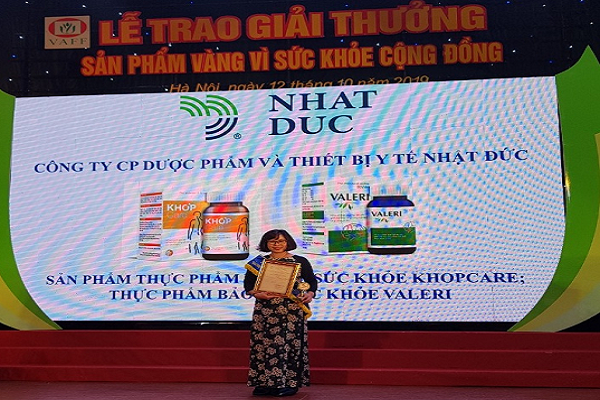 VAFF
LỄ TRAO GIẢI THƯỞNG
SẢN PHẨM VÀNG VÌ SỨC KHỎE CỘNG ĐỒNG
Hà Nội, ngày 12 tháng 10 năm 2019
NHAT
DUC
®
CÔNG TY CP DƯỢC PHẨM VÀ THIẾT BỊ Y TẾ NHẬT ĐỨC
KHOP
KHOP
VALERI
VALERI
SẢN PHẨM THỰC PHẨM SỨC KHỎE KHOPCARE;
THỰC PHẨM BẢO KHỎE VALERI